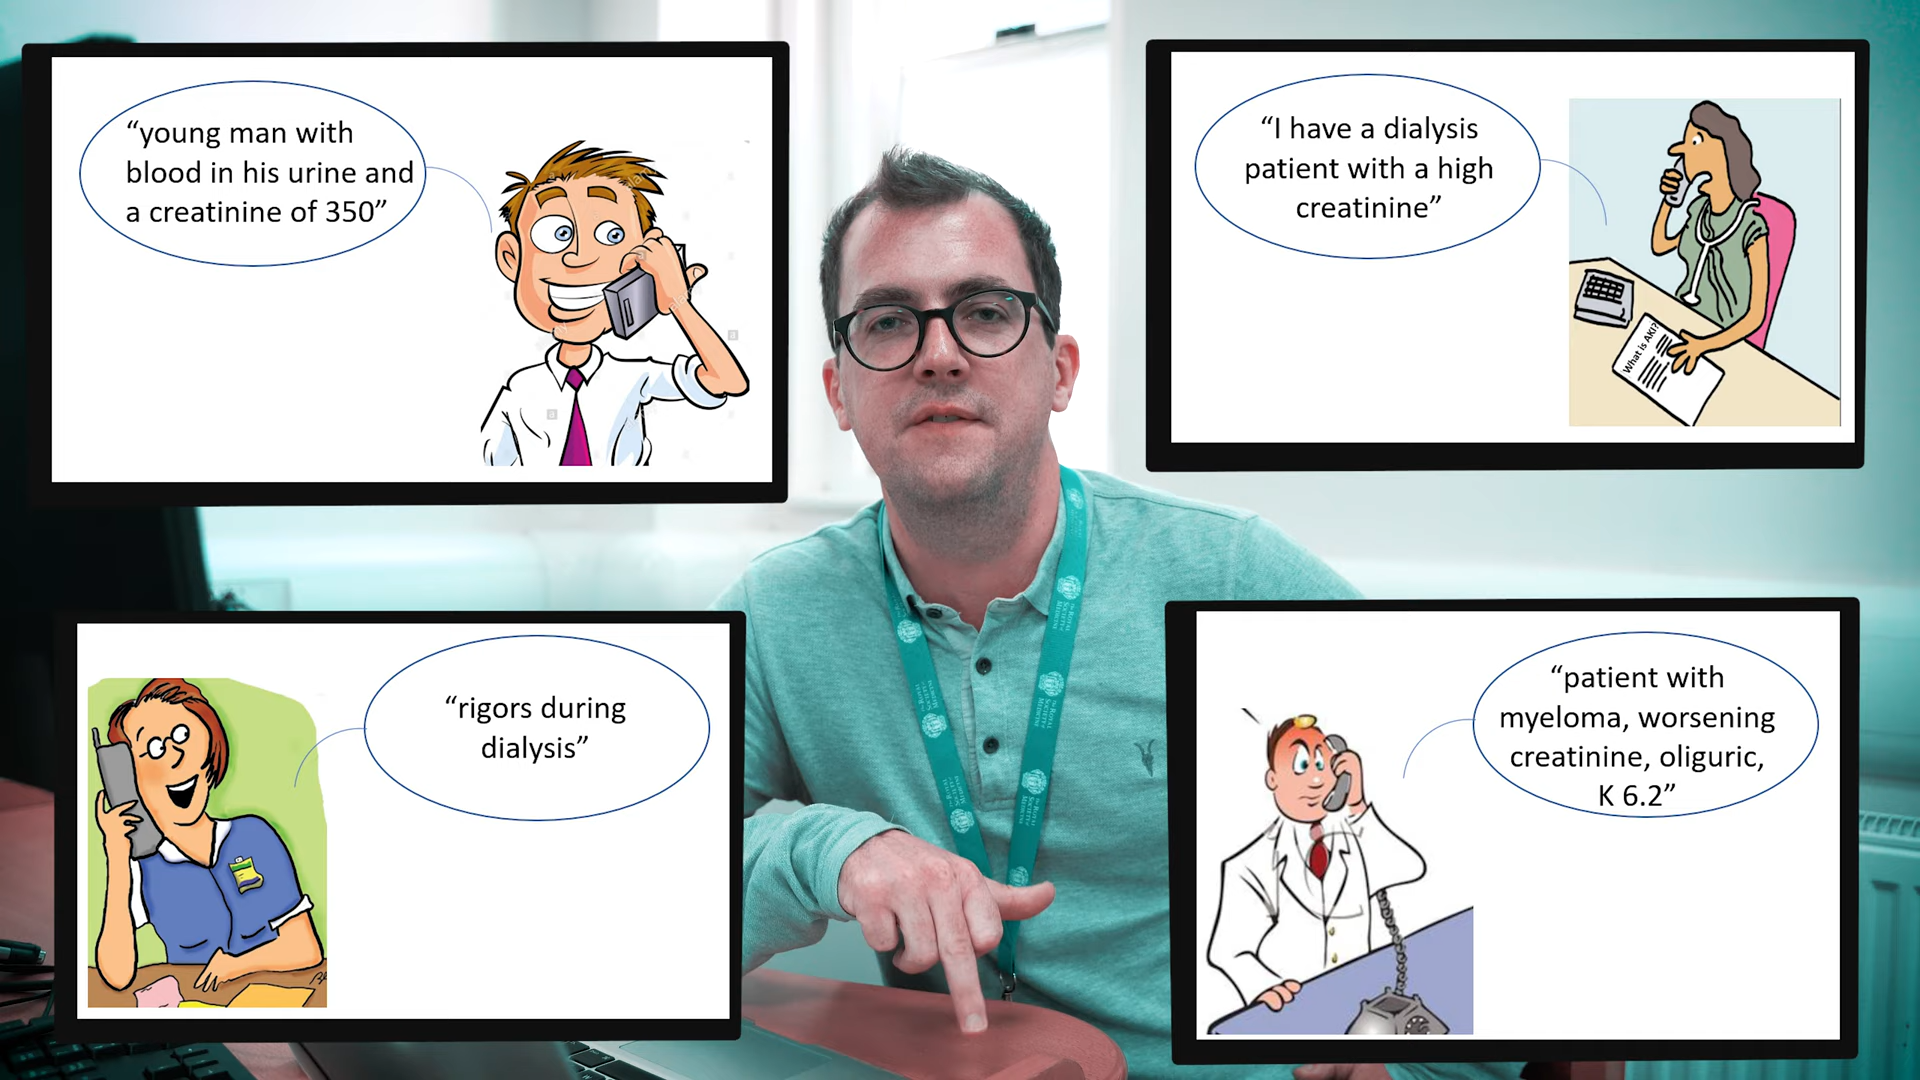 “young man with
blood in his urine and
a creatinine of 350”
“I have a dialysis
patient with a high
creatinine”
What is AKI?
“rigors during
dialysis”
“patient with
myeloma, worsening
creatinine, oliguric,
K 6.2”